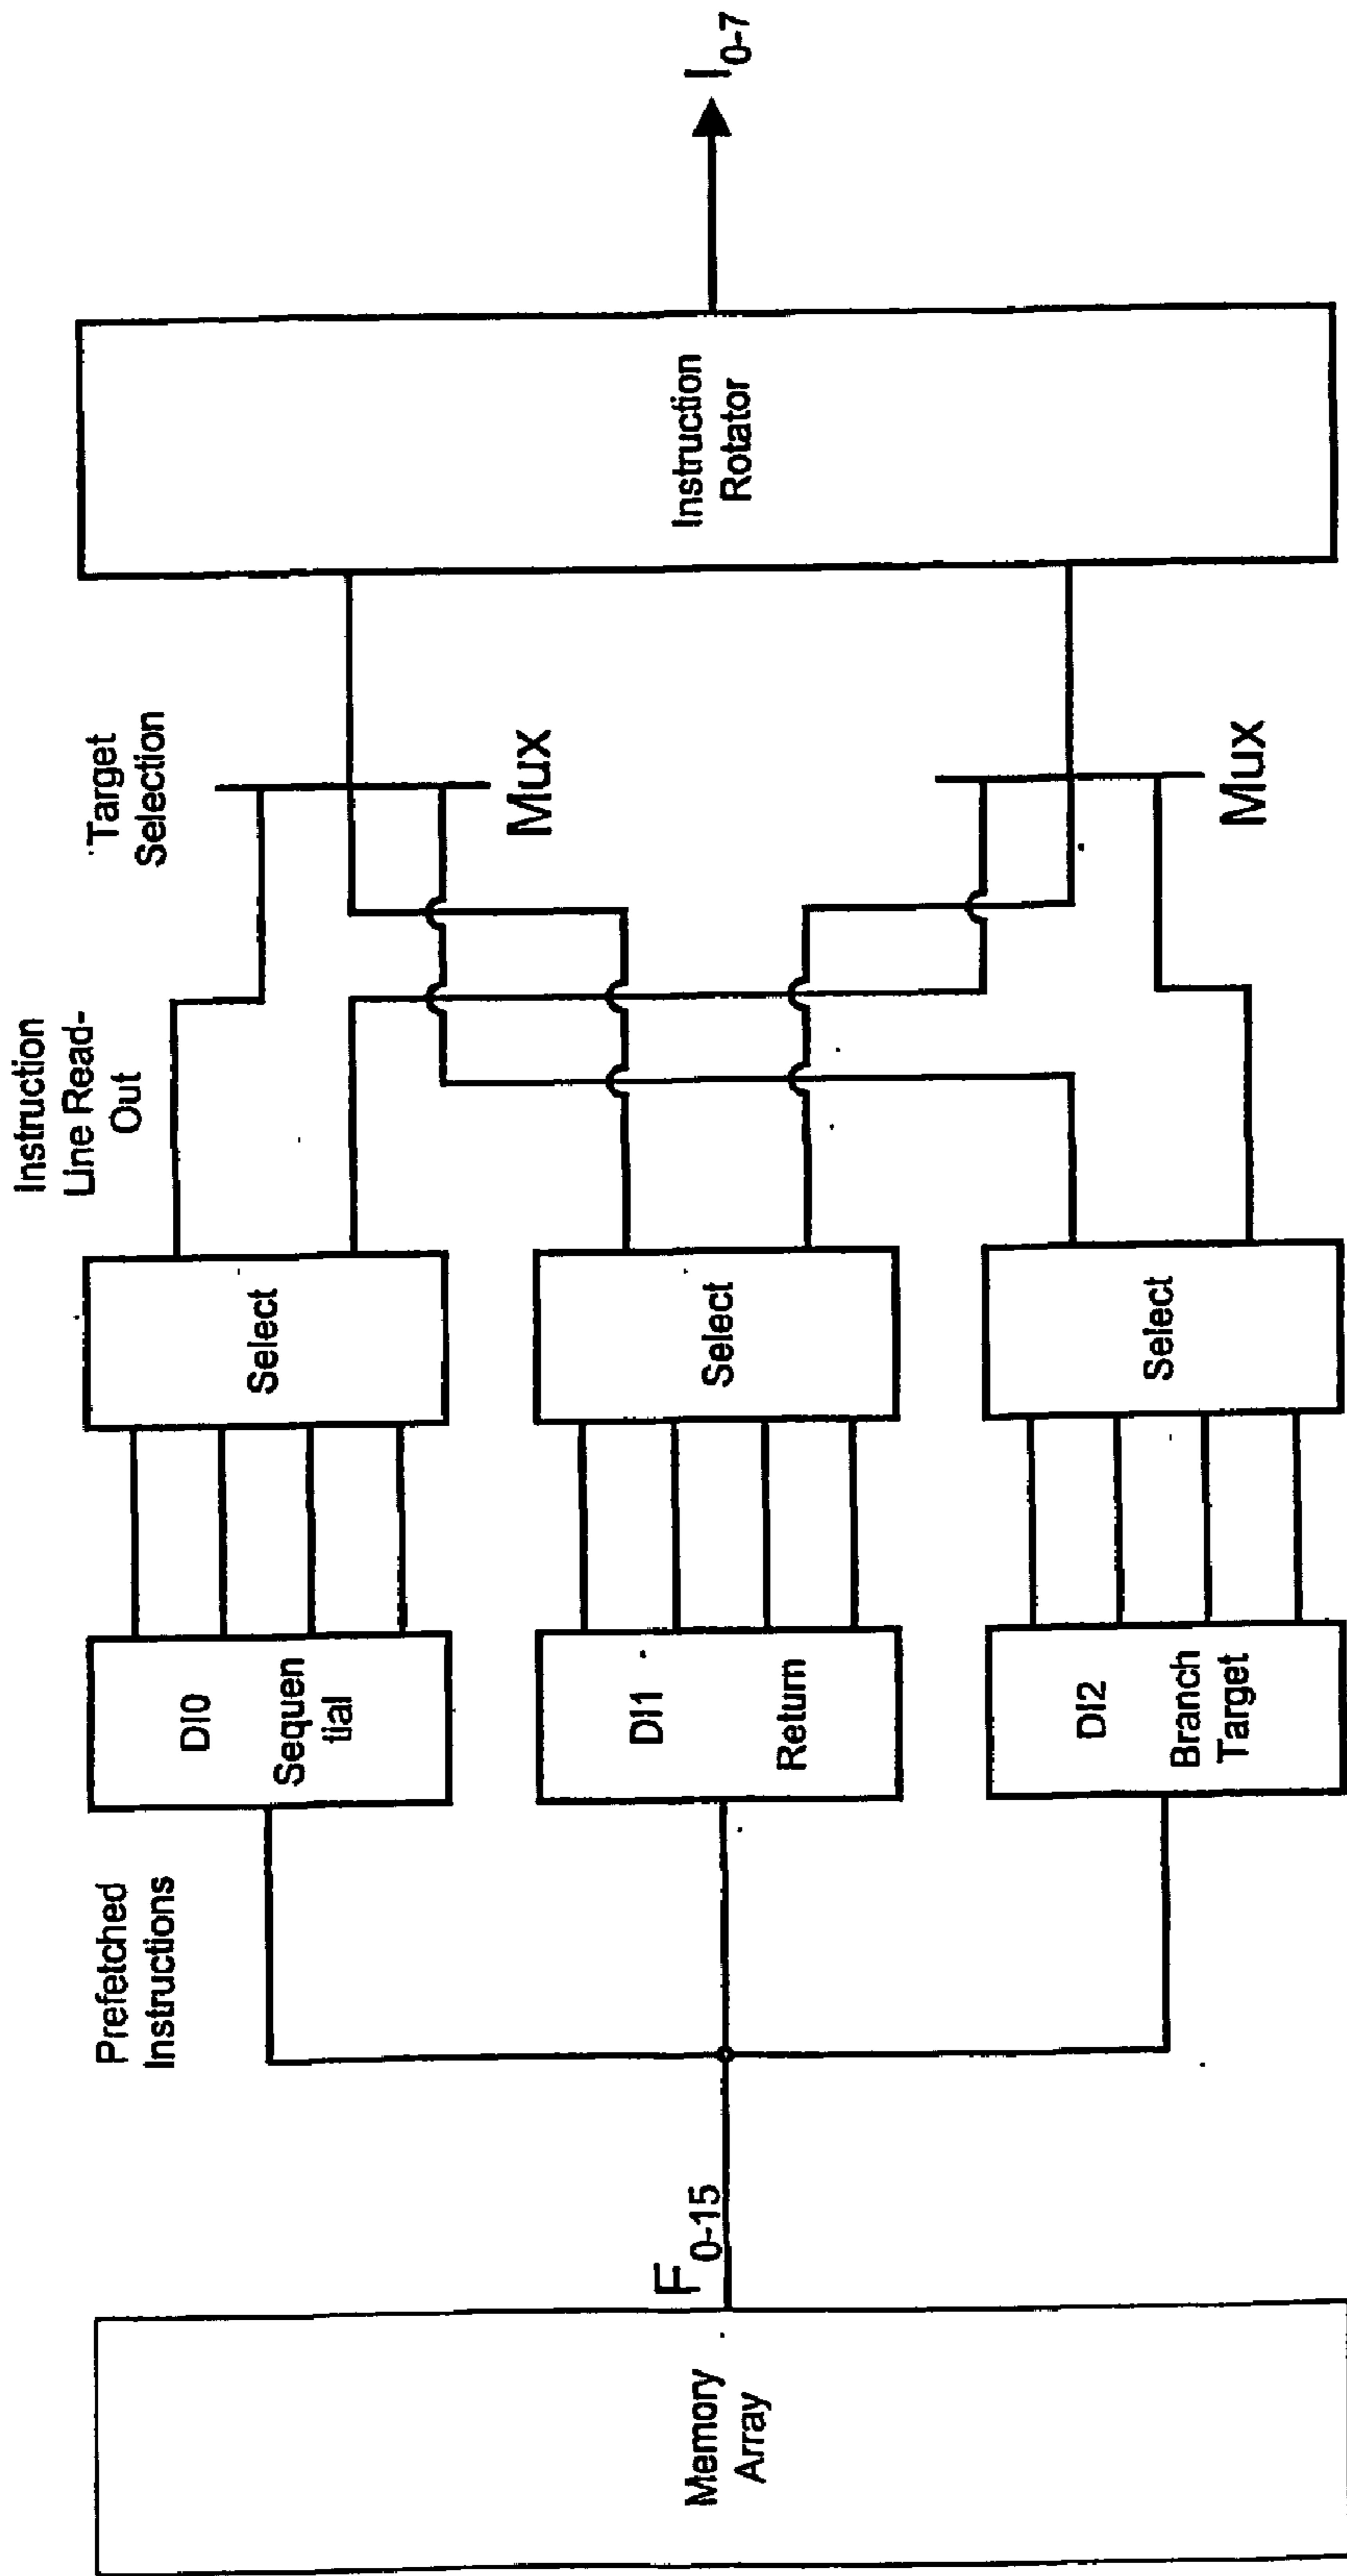 Memory
Array
F0-15
Prefetched
Instructions
DI0
Sequen
tial
DI1
Return
DI2
Branch
Target
Select
Select
Select
Instruction
Line Read-
Out
Target
Selection
Mux
Mux
Instruction
Rotator
I0-7